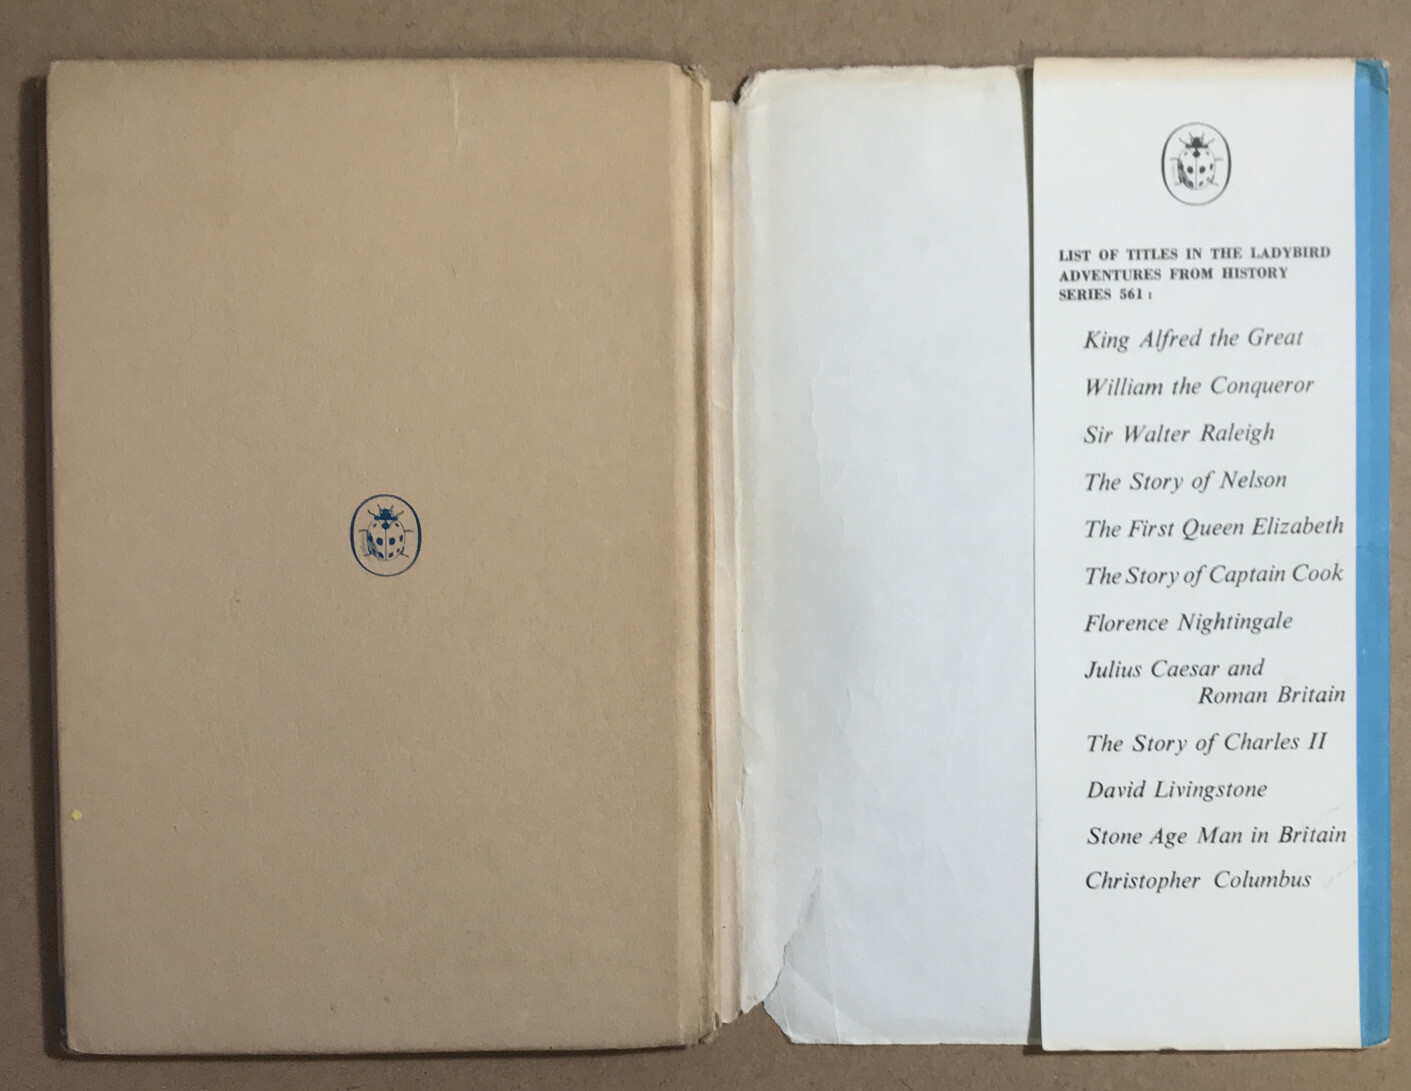 LIST OF TITLES IN THE LADYBIRD
ADVENTURES FROM HISTORY
SERIES 561 :
King Alfred the Great
William the Conqueror
Sir Walter Raleigh
The Story of Nelson
The First Queen Elizabeth
The Story of Captain Cook
Florence Nightingale
Julius Caesar and
Roman Britain
The Story of Charles II
David Livingstone
Stone Age Man in Britain
Christopher Columbus